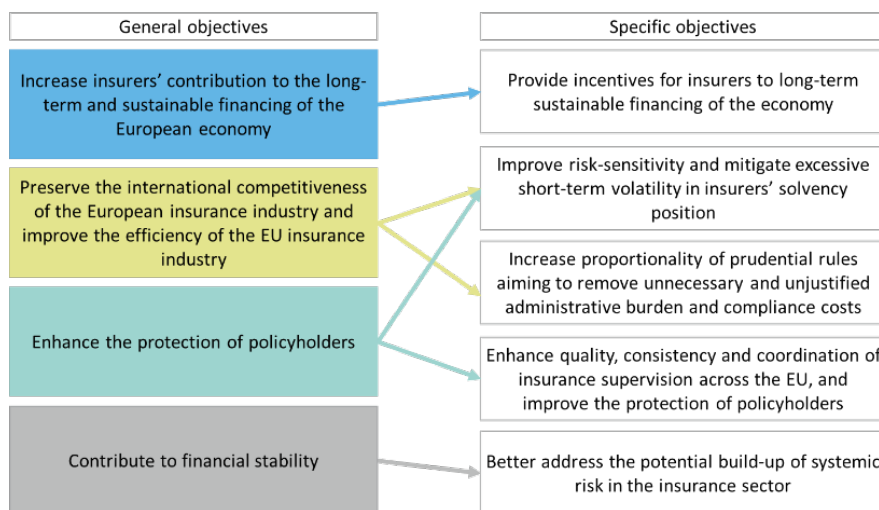 General objectives
Specific objectives
Increase insurers’ contribution to the long-
term and sustainable financing of the
European economy
Provide incentives for insurers to long-term
sustainable financing of the economy
Preserve the international competitiveness
of the European insurance industry and
improve the efficiency of the EU insurance
industry
Improve risk-sensitivity and mitigate excessive
short-term volatility in insurers’ solvency
position
Increase proportionality of prudential rules
aiming to remove unnecessary and unjustified
administrative burden and compliance costs
Enhance the protection of policyholders
Enhance quality, consistency and coordination of
insurance supervision across the EU, and
improve the protection of policyholders
Contribute to financial stability
Better address the potential build-up of systemic
risk in the insurance sector